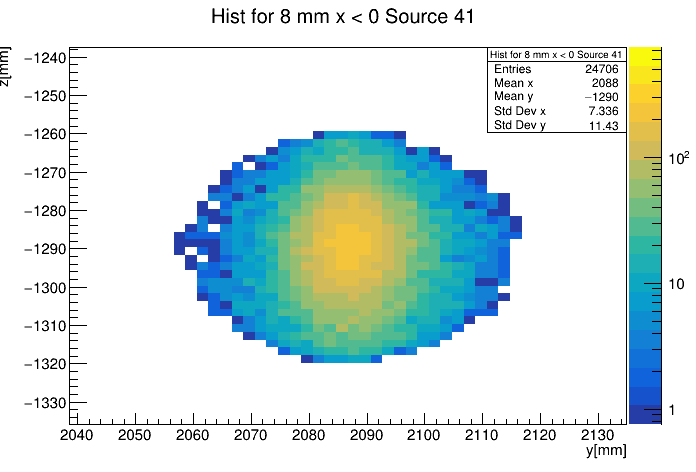 Hist for 8 mm x < 0 Source 41
z[mm]
−1240
−1250
−1260
−1270
−1280
−1290
−1300
−1310
−1320
−1330
Hist for 8 mm x < 0 Source 41
Entries 24706
Mean x 2088
Mean y −1290
Std Dev x 7.336
Std Dev y 11.43
10²
10
1
2040 2050 2060 2070 2080 2090 2100 2110 2120 2130
y[mm]